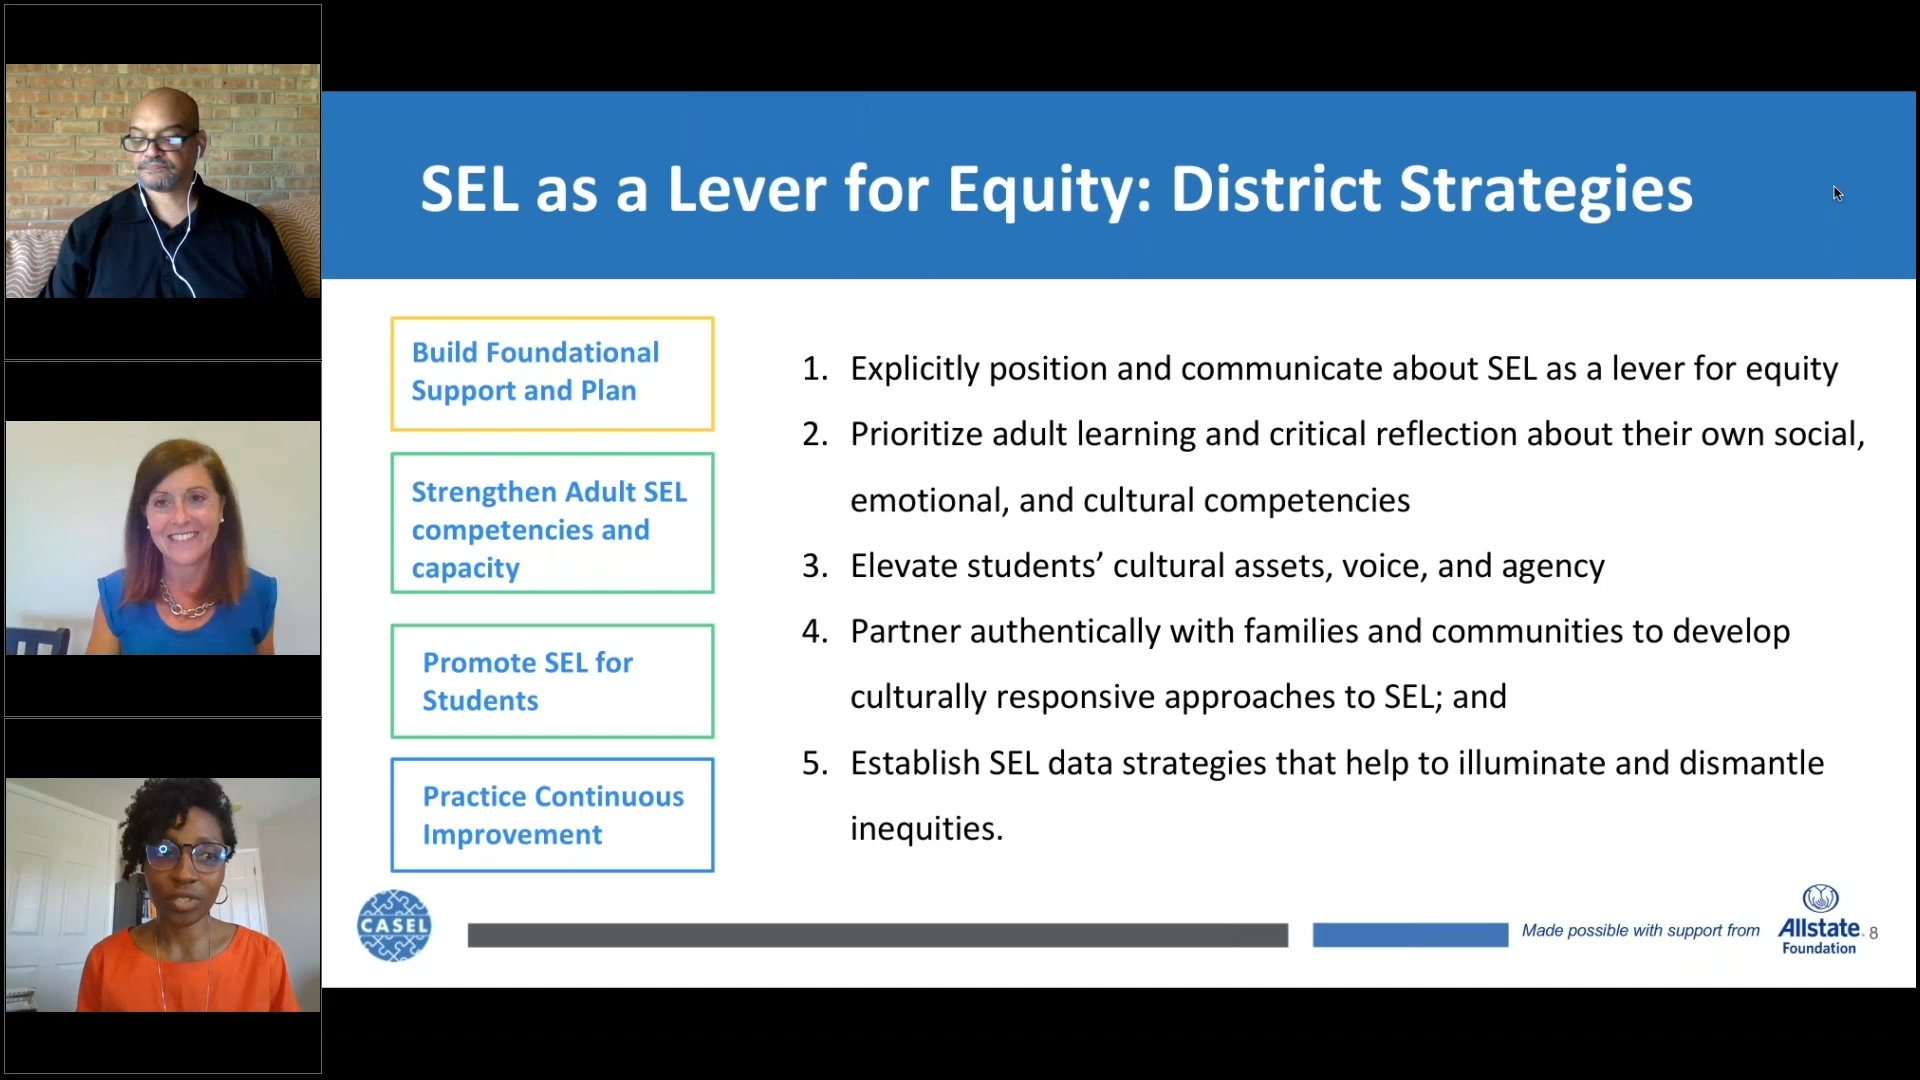 SEL as a Lever for Equity: District Strategies
Build Foundational
Support and Plan
Strengthen Adult SEL
competencies and
capacity
Promote SEL for
Students
Practice Continuous
Improvement
1. Explicitly position and communicate about SEL as a lever for equity
2. Prioritize adult learning and critical reflection about their own social,
emotional, and cultural competencies
3. Elevate students’ cultural assets, voice, and agency
4. Partner authentically with families and communities to develop
culturally responsive approaches to SEL; and
5. Establish SEL data strategies that help to illuminate and dismantle
inequities.
CASEL
Made possible with support from
Allstate
Foundation
8